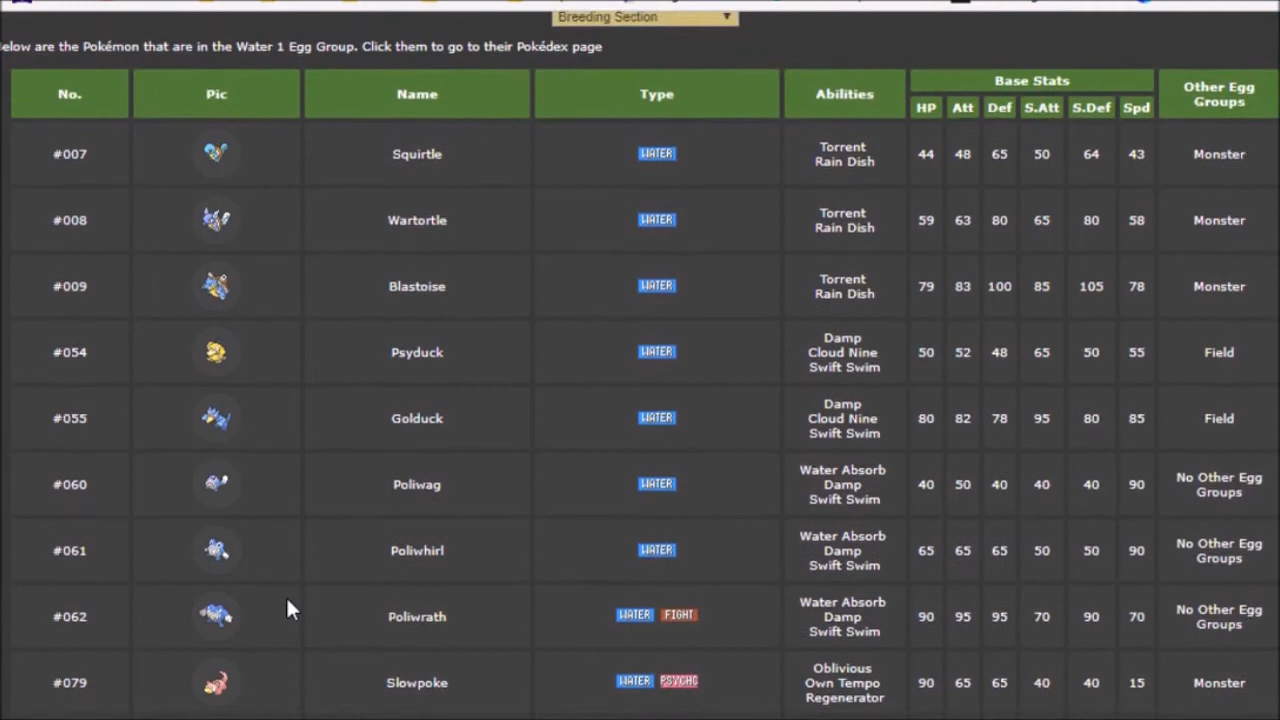 Breeding Section
elow are the Pokémon that are in the Water 1 Egg Group. Click them to go to their Pokédex page
No. Pic Name Type Abilities Base Stats Other Egg Groups
HP Att Def S.Att S.Def Spd
#007 Squirtle WATER Torrent Rain Dish 44 48 65 50 64 43 Monster
#008 Wartortle WATER Torrent Rain Dish 59 63 80 65 80 58 Monster
#009 Blastoise WATER Torrent Rain Dish 79 83 100 85 105 78 Monster
#054 Psyduck WATER Damp Cloud Nine Swift Swim 50 52 48 65 50 55 Field
#055 Golduck WATER Damp Cloud Nine Swift Swim 80 82 78 95 80 85 Field
#060 Poliwag WATER Water Absorb Damp Swift Swim 40 50 40 40 40 90 No Other Egg Groups
#061 Poliwhirl WATER Water Absorb Damp Swift Swim 65 65 65 50 50 90 No Other Egg Groups
#062 Poliwrath WATER FIGHT Water Absorb Damp Swift Swim 90 95 95 70 90 70 No Other Egg Groups
#079 Slowpoke WATER PSYCHC Oblivious Own Tempo Regenerator 90 65 65 40 40 15 Monster